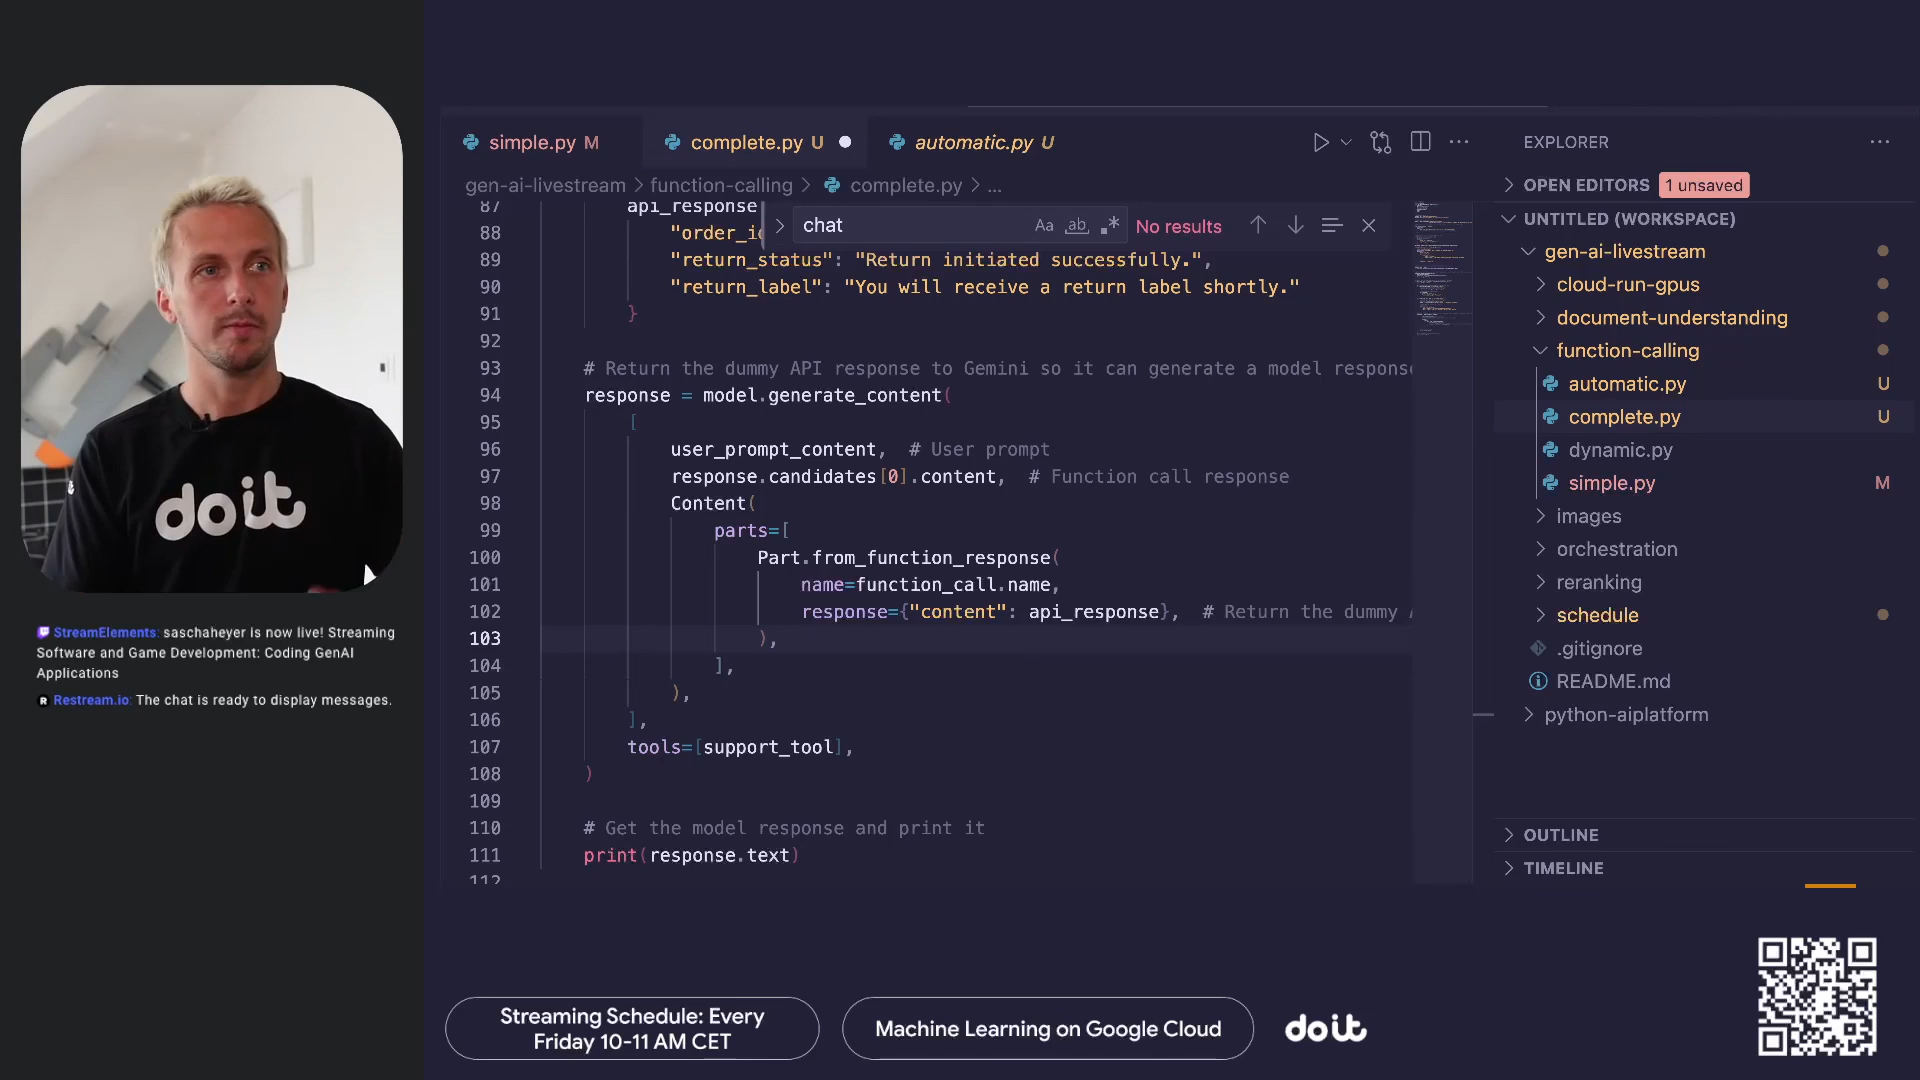 doit
StreamElements: saschaheyer is now live! Streaming
Software and Game Development: Coding GenAI
Applications
Restream.io: The chat is ready to display messages.
simple.py M
complete.py U
automatic.py U
gen-ai-livestream > function-calling > complete.py > ...
chat
Aa
ab
No results
87 api_response
88 "order_i
89 "return_status": "Return initiated successfully.",
90 "return_label": "You will receive a return label shortly."
91 }
92
93 # Return the dummy API response to Gemini so it can generate a model response
94 response = model.generate_content(
95 [
96 user_prompt_content, # User prompt
97 response.candidates[0].content, # Function call response
98 Content(
99 parts=[
100 Part.from_function_response(
101 name=function_call.name,
102 response={"content": api_response}, # Return the dummy
103 ),
104 ],
105 ),
106 ],
107 tools=[support_tool],
108 )
109
110 # Get the model response and print it
111 print(response.text)
112
EXPLORER
OPEN EDITORS 1 unsaved
UNTITLED (WORKSPACE)
gen-ai-livestream
cloud-run-gpus
document-understanding
function-calling
automatic.py U
complete.py U
dynamic.py
simple.py M
images
orchestration
reranking
schedule
.gitignore
README.md
python-aiplatform
OUTLINE
TIMELINE
Streaming Schedule: Every
Friday 10-11 AM CET
Machine Learning on Google Cloud
doit